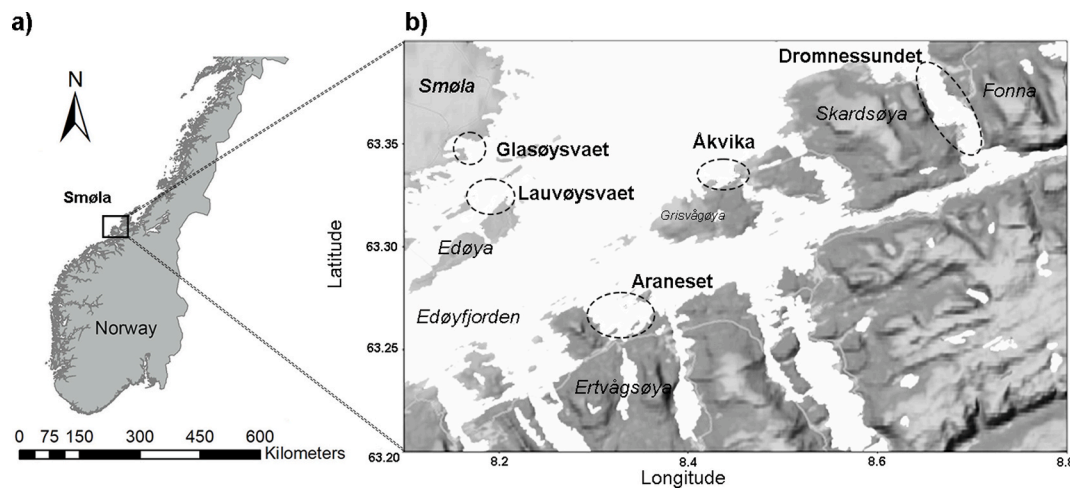 a)
N
Smøla
Norway
0 75 150 300 450 600
Kilometers
b)
Dromnessundet
Smøla
Skardsøya
Fonna
63.35
Glasøysvaet
Åkvika
Lauvøysvaet
Grisvågøya
63.30
Edøya
Latitude
Araneset
Edøyfjorden
63.25
Ertvågsøya
63.20
8.2 8.4 8.6 8.8
Longitude